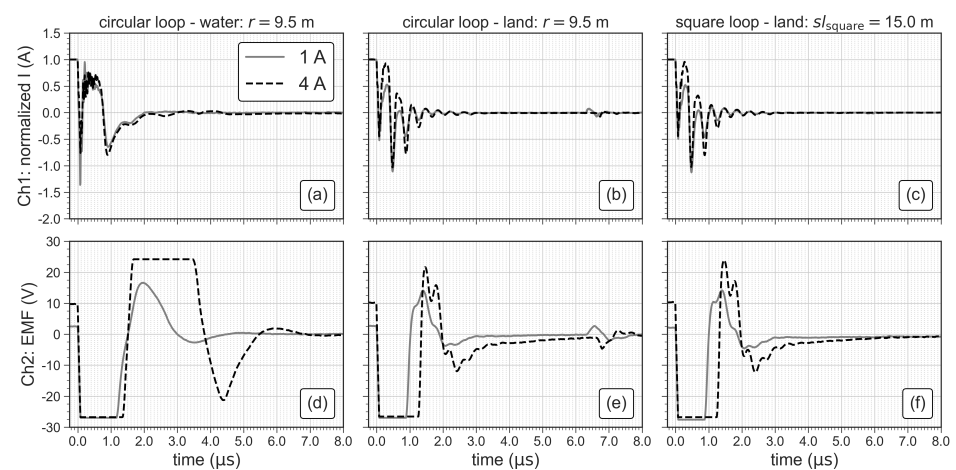 circular loop - water: r = 9.5 m
circular loop - land: r = 9.5 m
square loop - land: sl_square = 15.0 m
Ch1: normalized I (A)
1.5
1.0
0.5
0.0
-0.5
-1.0
-1.5
-2.0
1 A
4 A
(a)
(b)
(c)
Ch2: EMF (V)
30
20
10
0
-10
-20
-30
(d)
(e)
(f)
0.0 1.0 2.0 3.0 4.0 5.0 6.0 7.0 8.0
0.0 1.0 2.0 3.0 4.0 5.0 6.0 7.0 8.0
0.0 1.0 2.0 3.0 4.0 5.0 6.0 7.0 8.0
time (µs)
time (µs)
time (µs)